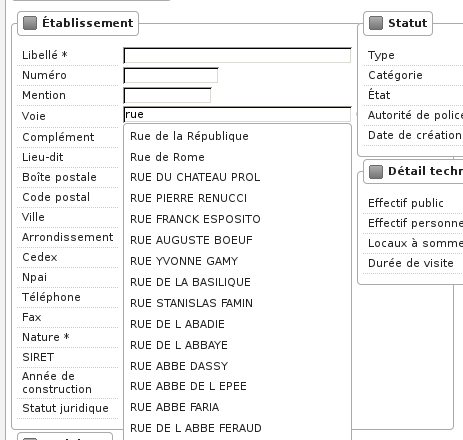 Établissement
Libellé *
Numéro
Mention
Voie
rue
Complément
Lieu-dit
Boîte postale
Code postal
Ville
Arrondissement
Cedex
Npai
Téléphone
Fax
Nature *
SIRET
Année de
construction
Statut juridique
Rue de la République
Rue de Rome
RUE DU CHATEAU PROL
RUE PIERRE RENUCCI
RUE FRANCK ESPOSITO
RUE AUGUSTE BOEUF
RUE YVONNE GAMY
RUE DE LA BASILIQUE
RUE STANISLAS FAMIN
RUE DE L ABADIE
RUE DE L ABBAYE
RUE ABBE DASSY
RUE ABBE DE L EPEE
RUE ABBE FARIA
RUE DE L ABBE FERAUD
Statut
Type
Catégorie
État
Autorité de police
Date de création
Détail techn
Effectif public
Effectif personne
Locaux à somme
Durée de visite